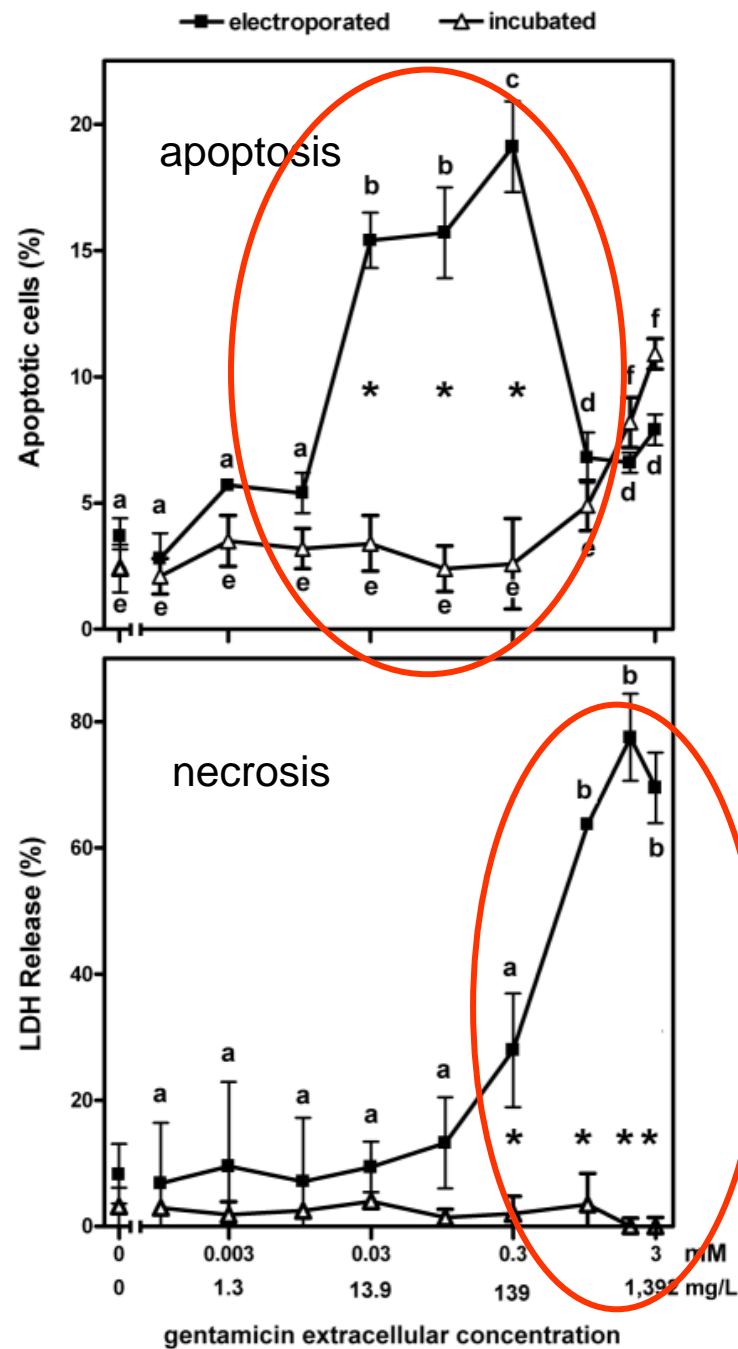 electroporated incubated
apoptosis
c
20
b b
15
Apoptotic cells (%)
10
* * *
f
f
d
a a
5
a a
d d
e
e e e e e e e
0
necrosis
b
80
b
b
60
LDH Release (%)
40
a
20
a a a a a
* * * *
0
0 0.003 0.03 0.3 3 mM
0 1.3 13.9 139 1,392 mg/L
gentamicin extracellular concentration